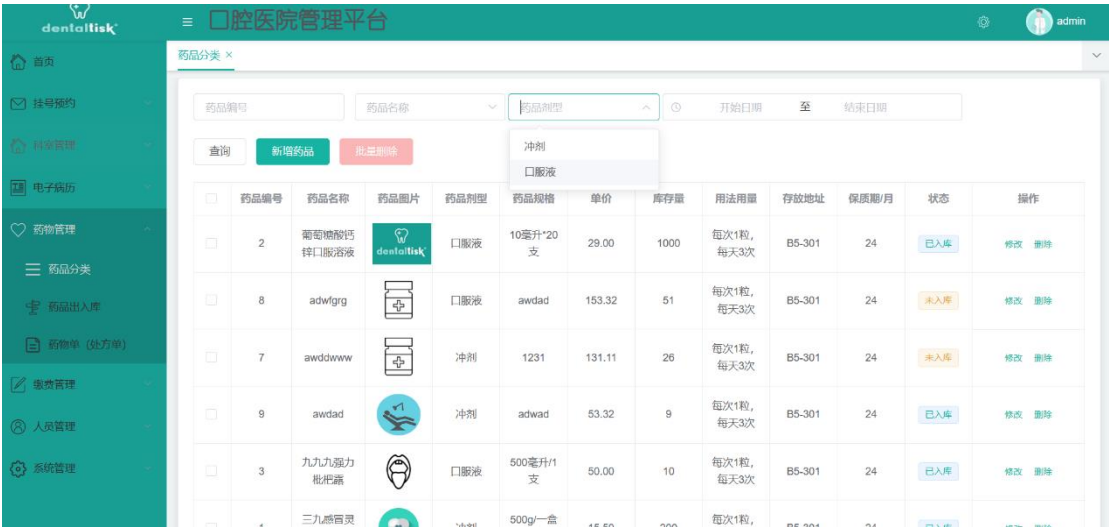 dentaltisk
口腔医院管理平台
admin
首页
挂号预约
科室管理
电子病历
药物管理
药品分类
药品出入库
药物单（处方单）
缴费管理
人员管理
系统管理
药品分类 ×
药品编号 药品名称 药品剂型 开始日期 至 结束日期
冲剂
口服液
查询 新增药品 批量删除
药品编号 药品名称 药品图片 药品剂型 药品规格 单价 库存量 用法用量 存放地址 保质期/月 状态 操作
2 葡萄糖酸钙锌口服溶液 dentaltisk 口服液 10毫升*20支 29.00 1000 每次1粒，每天3次 B5-301 24 已入库 修改 删除
8 adwfgrg 口服液 awdad 153.32 51 每次1粒，每天3次 B5-301 24 未入库 修改 删除
7 awddwww 冲剂 1231 131.11 26 每次1粒，每天3次 B5-301 24 未入库 修改 删除
9 awdad 冲剂 adwad 53.32 9 每次1粒，每天3次 B5-301 24 已入库 修改 删除
3 九九九强力枇杷露 口服液 500毫升/1支 50.00 10 每次1粒，每天3次 B5-301 24 已入库 修改 删除
三九感冒灵 500g/一盒 每次1粒，